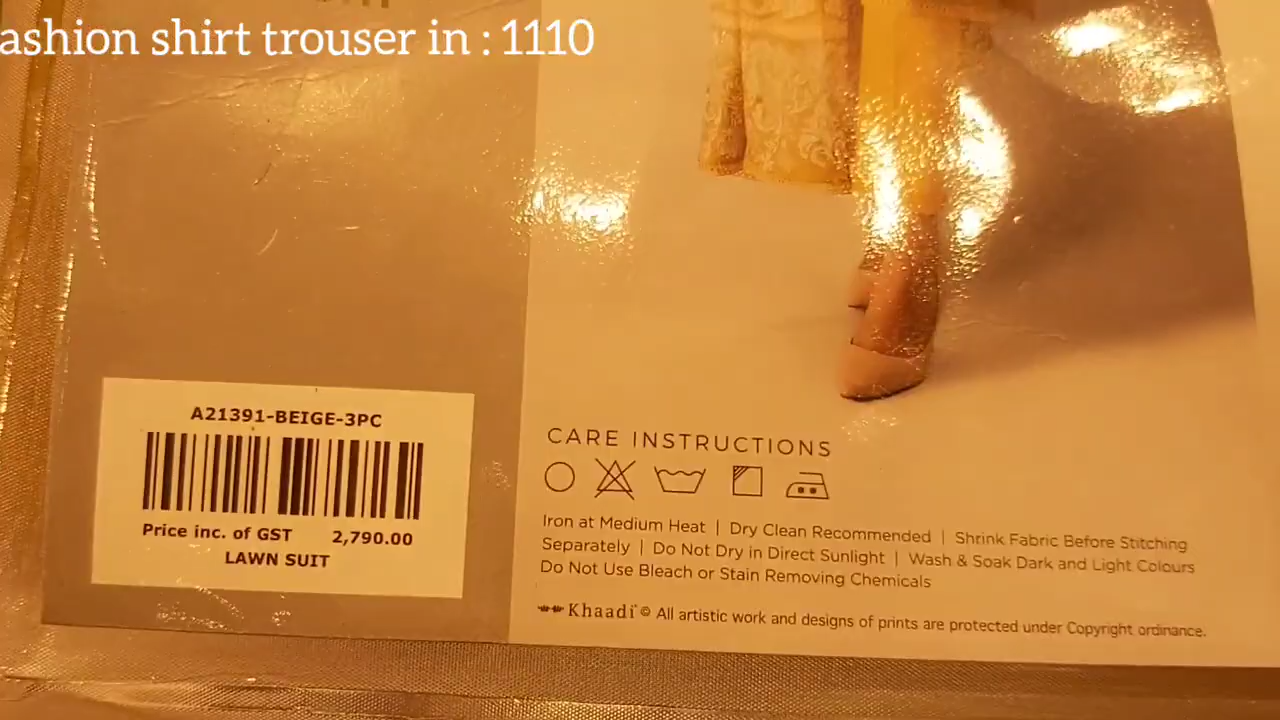 ashion shirt trouser in : 1110
A21391-BEIGE-3PC
Price inc. of GST 2,790.00
LAWN SUIT
CARE INSTRUCTIONS
Iron at Medium Heat | Dry Clean Recommended | Shrink Fabric Before Stitching
Separately | Do Not Dry in Direct Sunlight | Wash & Soak Dark and Light Colours
Do Not Use Bleach or Stain Removing Chemicals
Khaadi © All artistic work and designs of prints are protected under Copyright ordinance.